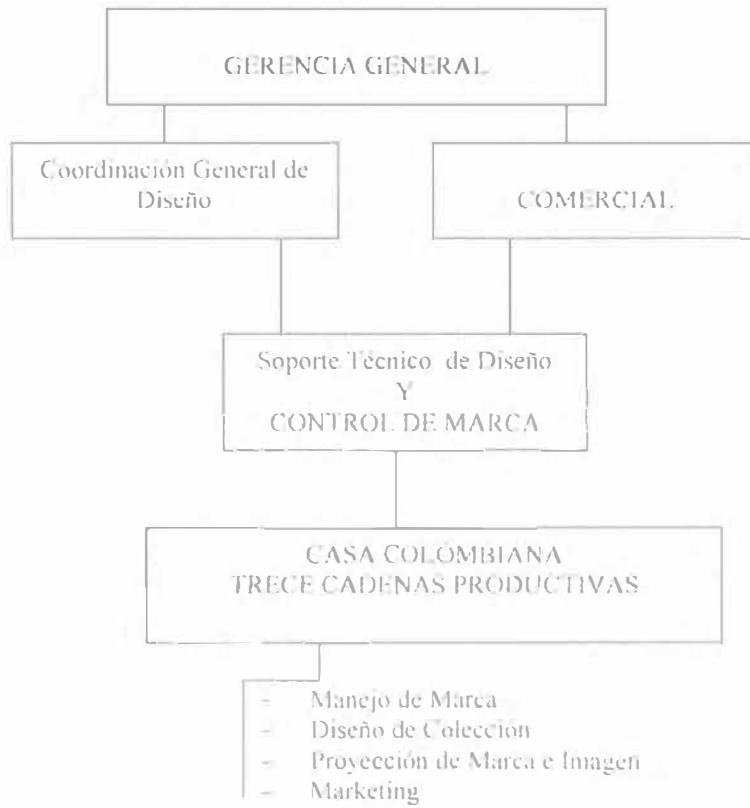 GERENCIA GENERAL
Coordinación General de
Diseño
COMERCIAL
Soporte Técnico de Diseño
Y
CONTROL DE MARCA
CASA COLOMBIANA
TRECE CADENAS PRODUCTIVAS
- Manejo de Marca
- Diseño de Colección
- Proyección de Marca e Imagen
- Marketing